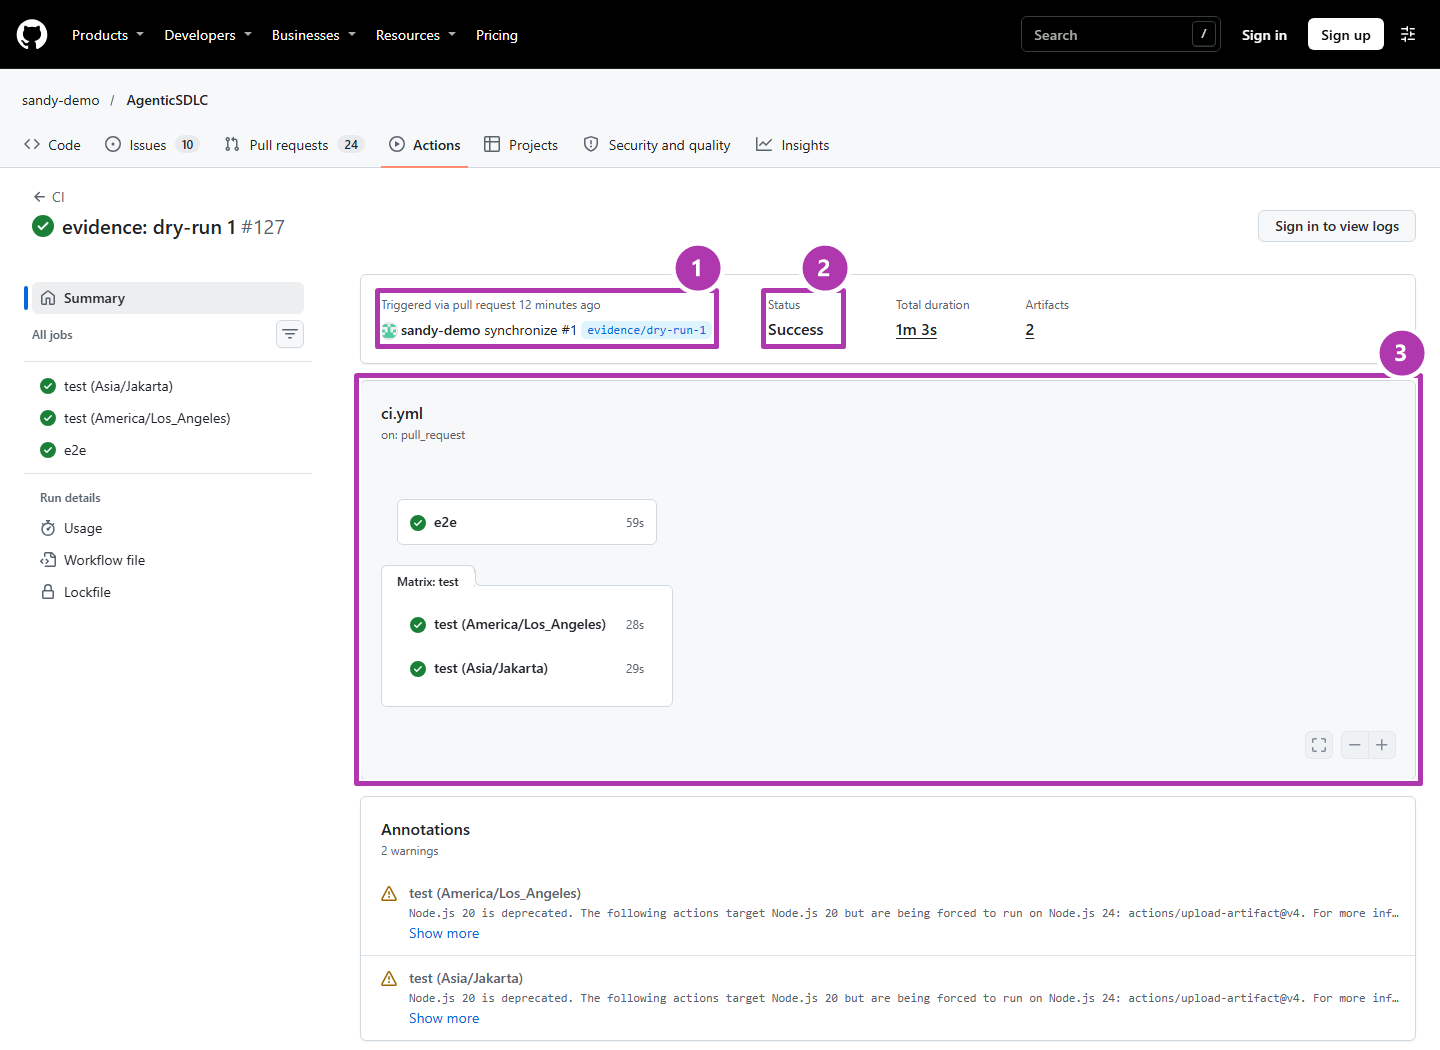 Products Developers Businesses Resources Pricing Search / Sign in Sign up
sandy-demo / AgenticSDLC
Code Issues 10 Pull requests 24 Actions Projects Security and quality Insights
← CI
evidence: dry-run 1 #127
Sign in to view logs
Summary
All jobs
test (Asia/Jakarta)
test (America/Los_Angeles)
e2e
Run details
Usage
Workflow file
Lockfile
1
2
Triggered via pull request 12 minutes ago
sandy-demo synchronize #1 evidence/dry-run-1
Status
Success
Total duration
1m 3s
Artifacts
2
3
ci.yml
on: pull_request
e2e 59s
Matrix: test
test (America/Los_Angeles) 28s
test (Asia/Jakarta) 29s
Annotations
2 warnings
test (America/Los_Angeles)
Node.js 20 is deprecated. The following actions target Node.js 20 but are being forced to run on Node.js 24: actions/upload-artifact@v4. For more inf…
Show more
test (Asia/Jakarta)
Node.js 20 is deprecated. The following actions target Node.js 20 but are being forced to run on Node.js 24: actions/upload-artifact@v4. For more inf…
Show more